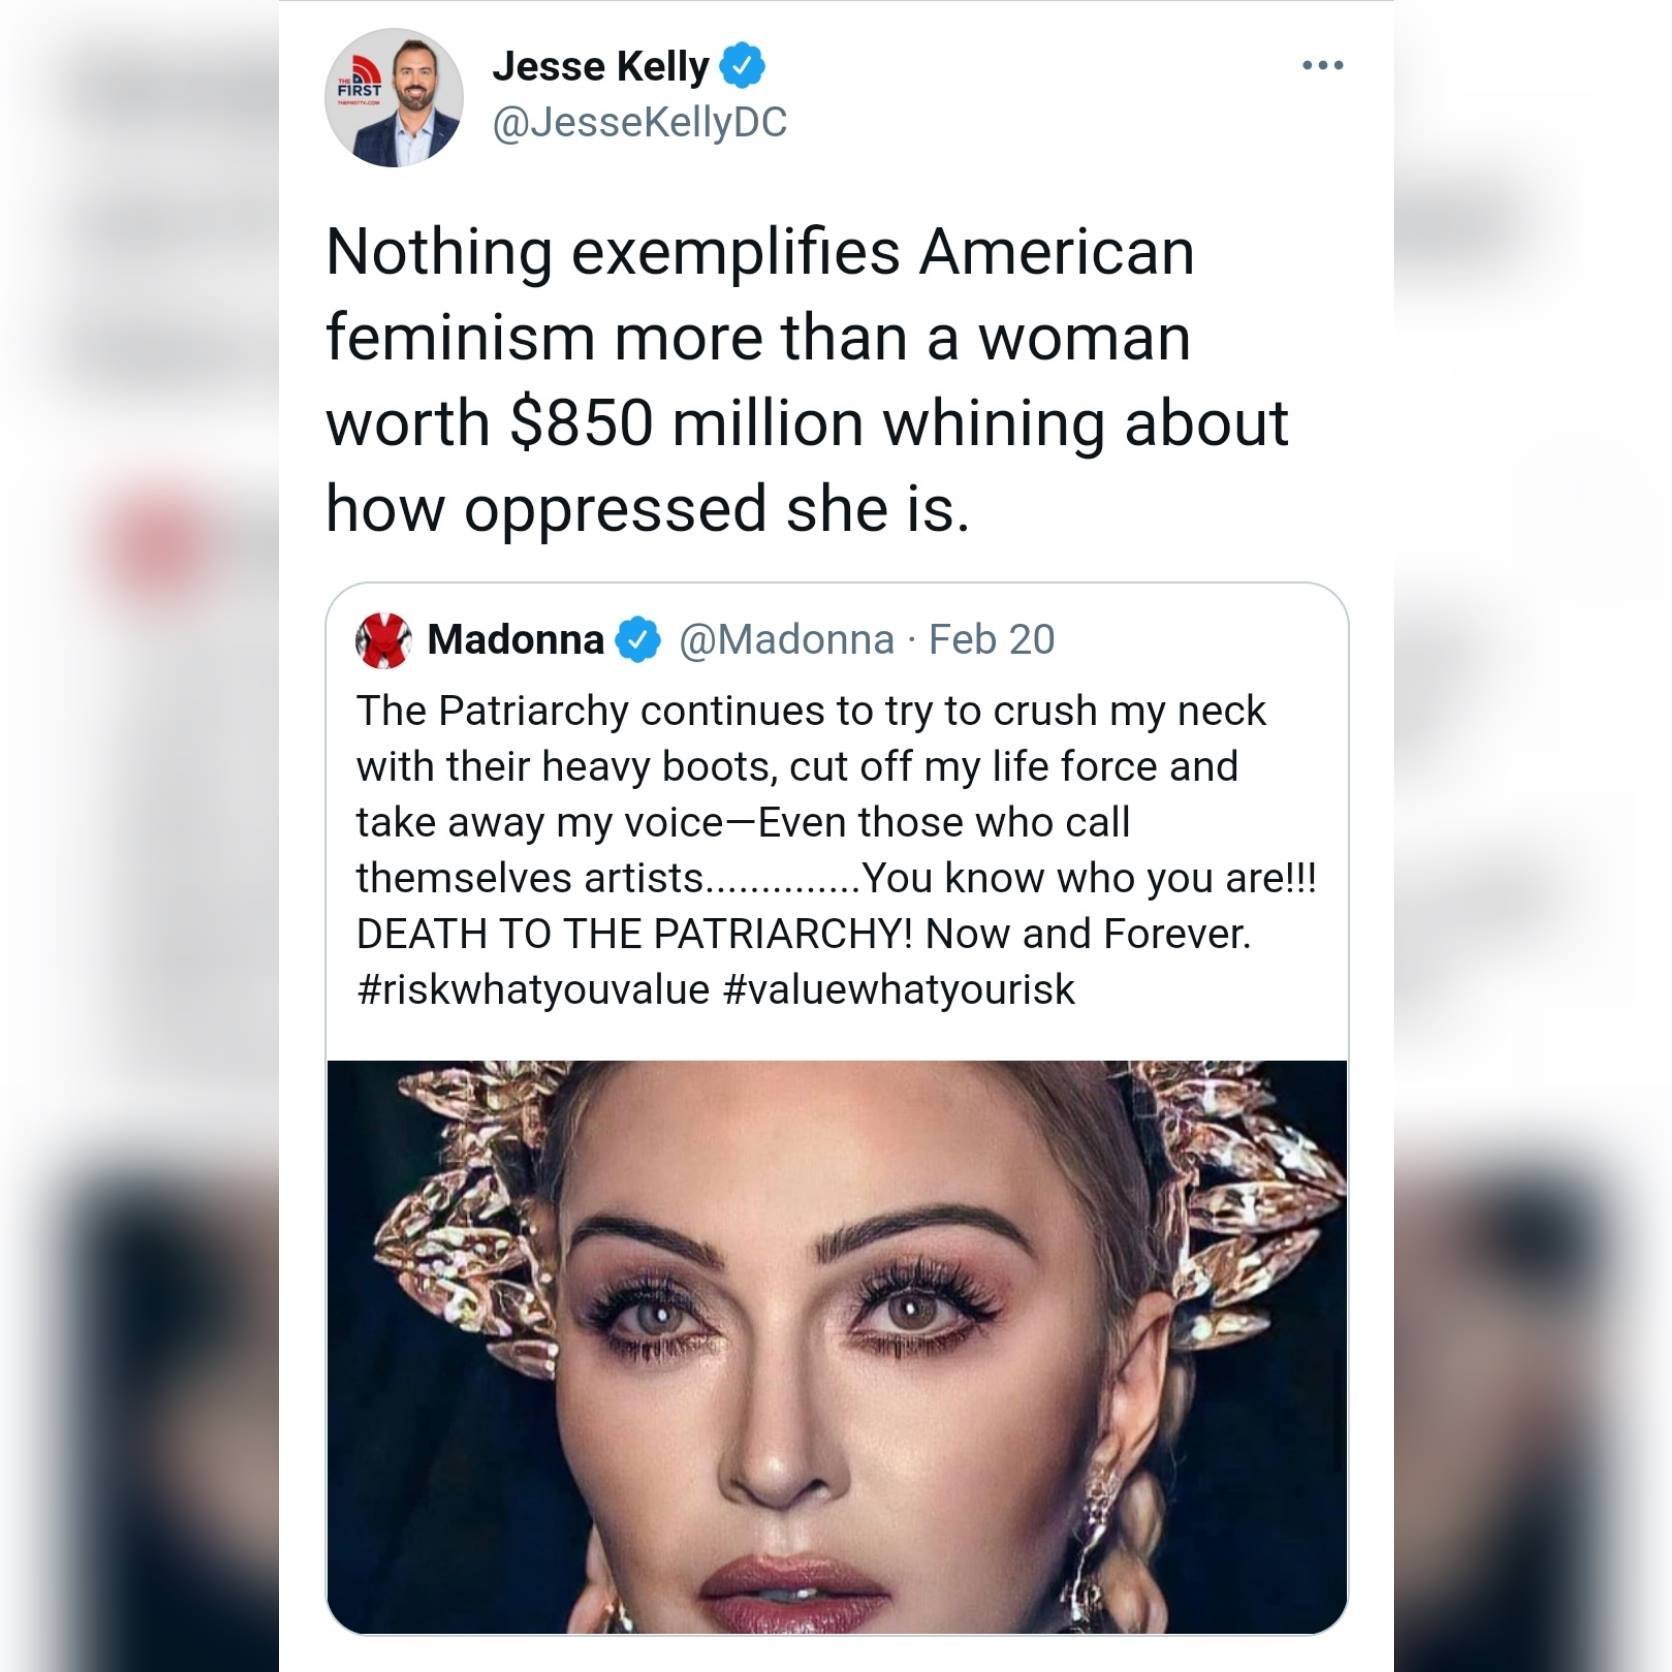 THE
FIRST
THEFIRSTTV.COM
Jesse Kelly
@JesseKellyDC
Nothing exemplifies American
feminism more than a woman
worth $850 million whining about
how oppressed she is.
Madonna @Madonna · Feb 20
The Patriarchy continues to try to crush my neck
with their heavy boots, cut off my life force and
take away my voice—Even those who call
themselves artists..............You know who you are!!!
DEATH TO THE PATRIARCHY! Now and Forever.
#riskwhatyouvalue #valuewhatyourisk